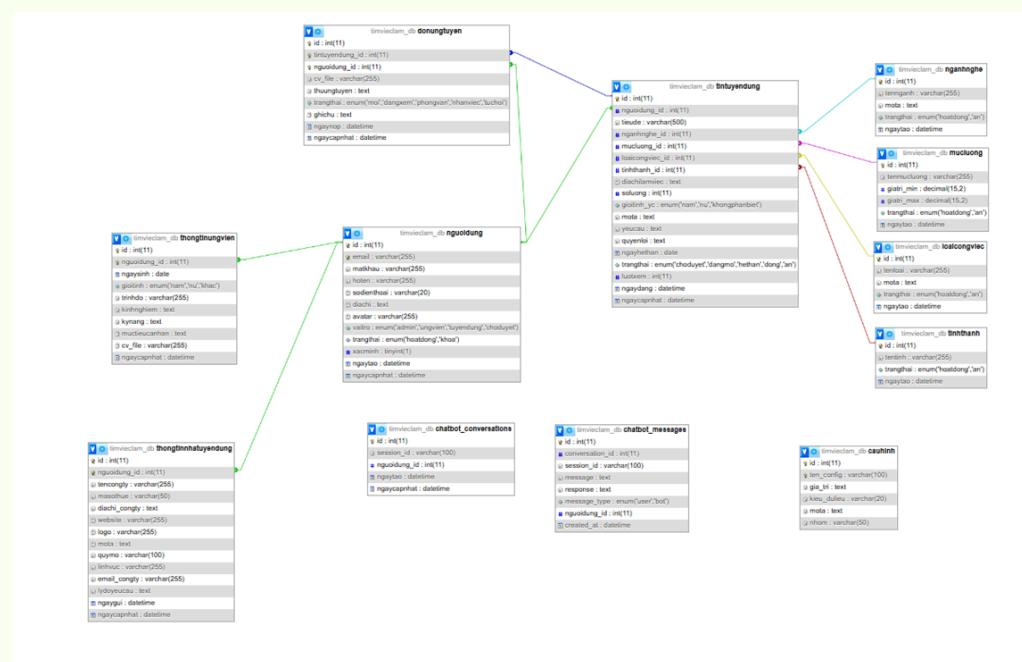 timvieclam_db donungtuyen
id : int(11)
tintuyendung_id : int(11)
nguoidung_id : int(11)
cv_file : varchar(255)
thuungtuyen : text
trangthai : enum('moi','dangxem','phongvan','nhanviec','tuchoi')
ghichu : text
ngaynop : datetime
ngaycapnhat : datetime
timvieclam_db tintuyendung
id : int(11)
nguoidung_id : int(11)
tieude : varchar(500)
nganhnghe_id : int(11)
mucluong_id : int(11)
loaicongviec_id : int(11)
tinhthanh_id : int(11)
diachilamviec : text
soluong : int(11)
gioitinh_yc : enum('nam','nu','khongphanbiet')
mota : text
yeucau : text
quyenloi : text
ngayhethan : date
trangthai : enum('choduyet','dangmo','hethan','dong','an')
luotxem : int(11)
ngaydang : datetime
ngaycapnhat : datetime
timvieclam_db nganhnghe
id : int(11)
tennganh : varchar(255)
mota : text
trangthai : enum('hoatdong','an')
ngaytao : datetime
timvieclam_db mucluong
id : int(11)
tenmucluong : varchar(255)
giatri_min : decimal(15,2)
giatri_max : decimal(15,2)
trangthai : enum('hoatdong','an')
ngaytao : datetime
timvieclam_db loaicongviec
id : int(11)
tenloai : varchar(255)
mota : text
trangthai : enum('hoatdong','an')
ngaytao : datetime
timvieclam_db tinhthanh
id : int(11)
tentinh : varchar(255)
trangthai : enum('hoatdong','an')
ngaytao : datetime
timvieclam_db thongtinungvien
id : int(11)
nguoidung_id : int(11)
ngaysinh : date
gioitinh : enum('nam','nu','khac')
trinhdo : varchar(255)
kinhnghiem : text
kynang : text
muctieucanhan : text
cv_file : varchar(255)
ngaycapnhat : datetime
timvieclam_db nguoidung
id : int(11)
email : varchar(255)
matkhau : varchar(255)
hoten : varchar(255)
sodienthoai : varchar(20)
diachi : text
avatar : varchar(255)
vaitro : enum('admin','ungvien','tuyendung','choduyet')
trangthai : enum('hoatdong','khoa')
xacminh : tinyint(1)
ngaytao : datetime
ngaycapnhat : datetime
timvieclam_db thongtinnhatuyendung
id : int(11)
nguoidung_id : int(11)
tencongty : varchar(255)
masothue : varchar(50)
diachi_congty : text
website : varchar(255)
logo : varchar(255)
mota : text
quymo : varchar(100)
linhvuc : varchar(255)
email_congty : varchar(255)
lydoyeucau : text
ngaygui : datetime
ngaycapnhat : datetime
timvieclam_db chatbot_conversations
id : int(11)
session_id : varchar(100)
nguoidung_id : int(11)
ngaytao : datetime
ngaycapnhat : datetime
timvieclam_db chatbot_messages
id : int(11)
conversation_id : int(11)
session_id : varchar(100)
message : text
response : text
message_type : enum('user','bot')
nguoidung_id : int(11)
created_at : datetime
timvieclam_db cauhinh
id : int(11)
ten_config : varchar(100)
gia_tri : text
kieu_dulieu : varchar(20)
mota : text
nhom : varchar(50)